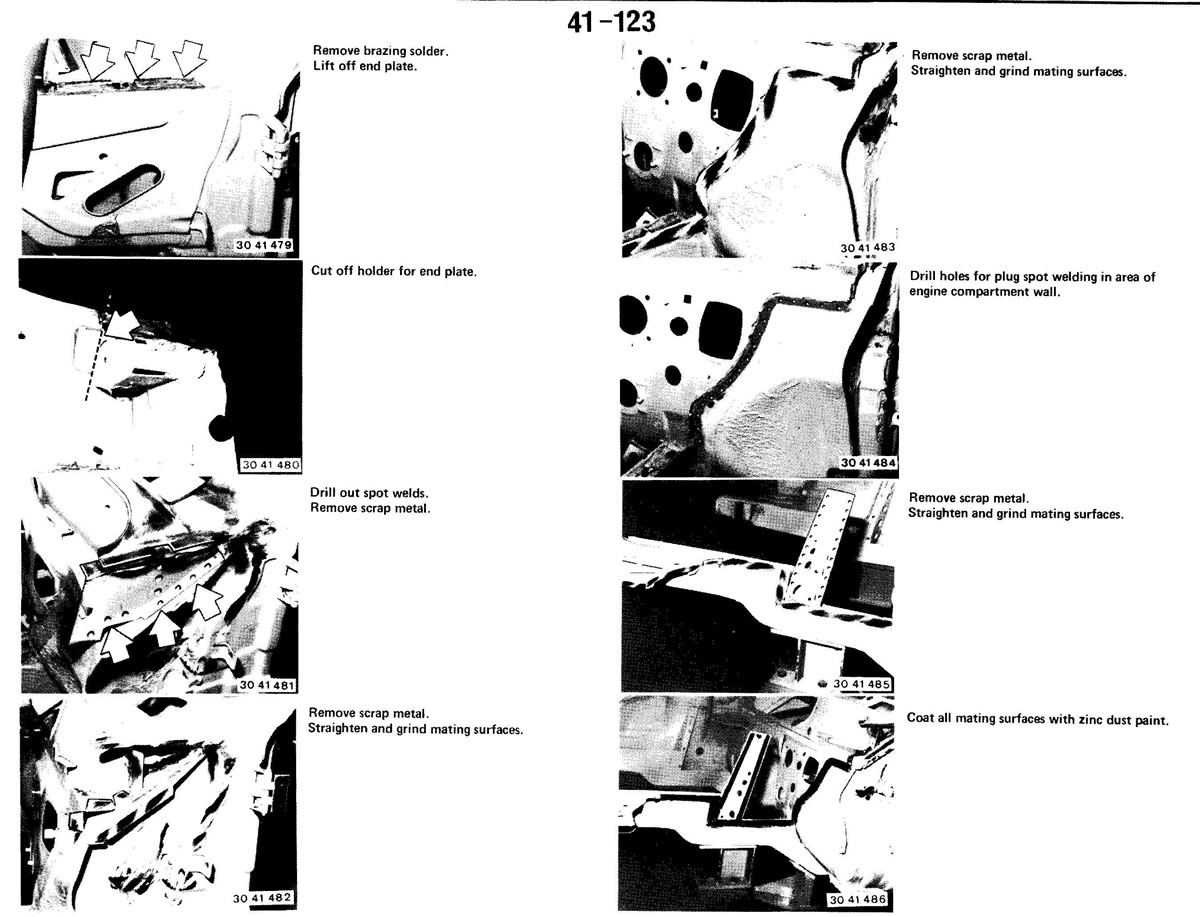 41-123
Remove brazing solder.
Lift off end plate.
30 41 479
Cut off holder for end plate.
30 41 480
Drill out spot welds.
Remove scrap metal.
30 41 481
Remove scrap metal.
Straighten and grind mating surfaces.
30 41 482
Remove scrap metal.
Straighten and grind mating surfaces.
30 41 483
Drill holes for plug spot welding in area of
engine compartment wall.
30 41 484
Remove scrap metal.
Straighten and grind mating surfaces.
30 41 485
Coat all mating surfaces with zinc dust paint.
30 41 486